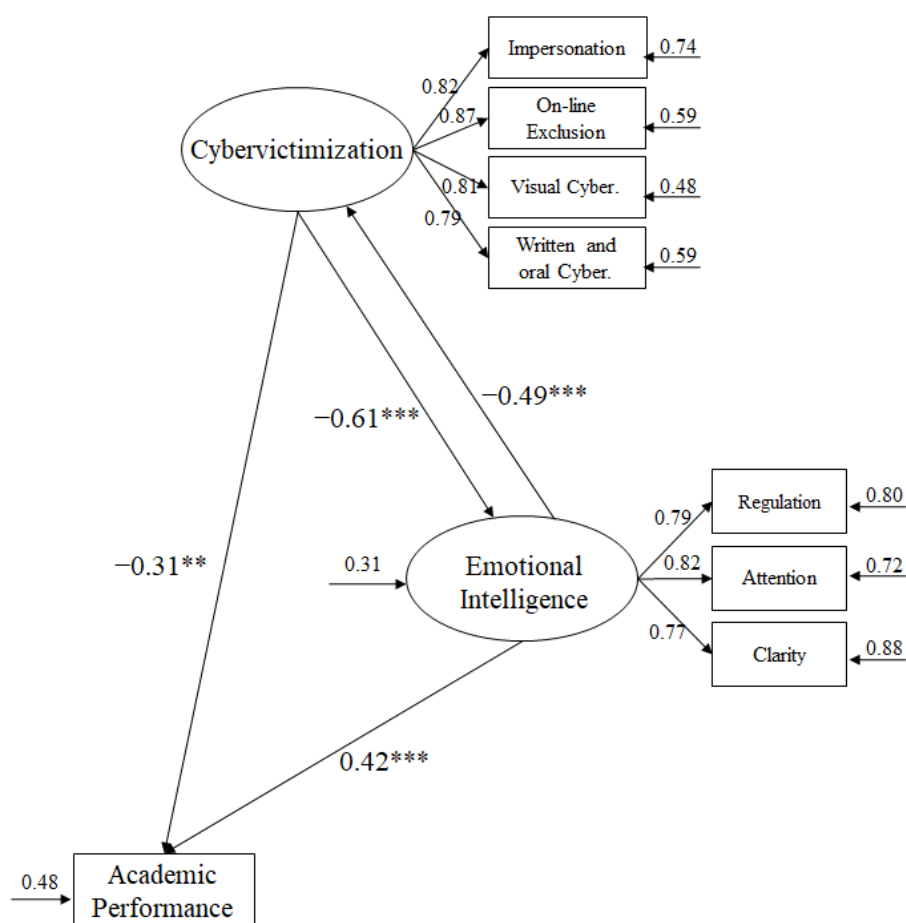 Impersonation
0.74
0.82
On-line
Exclusion
0.59
0.87
Cybervictimization
Visual Cyber.
0.48
0.81
0.79
Written and
oral Cyber.
0.59
−0.49***
−0.61***
−0.31**
Regulation
0.80
0.79
0.31
Emotional
Intelligence
0.82
Attention
0.72
0.77
Clarity
0.88
0.42***
0.48
Academic
Performance